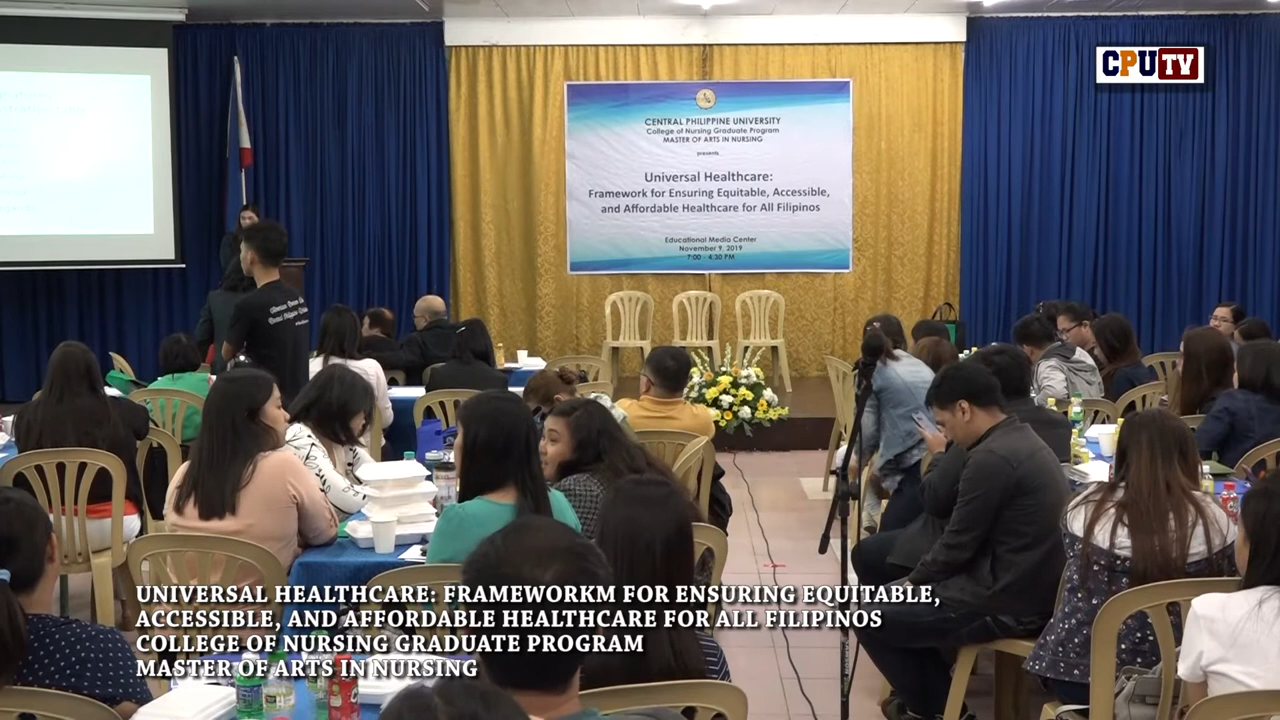 CPUTV
CENTRAL PHILIPPINE UNIVERSITY
College of Nursing Graduate Program
MASTER OF ARTS IN NURSING
presents
Universal Healthcare:
Framework for Ensuring Equitable, Accessible,
and Affordable Healthcare for All Filipinos
Educational Media Center
November 9, 2019
7:00 - 4:30 PM
UNIVERSAL HEALTHCARE: FRAMEWORKM FOR ENSURING EQUITABLE,
ACCESSIBLE, AND AFFORDABLE HEALTHCARE FOR ALL FILIPINOS
COLLEGE OF NURSING GRADUATE PROGRAM
MASTER OF ARTS IN NURSING